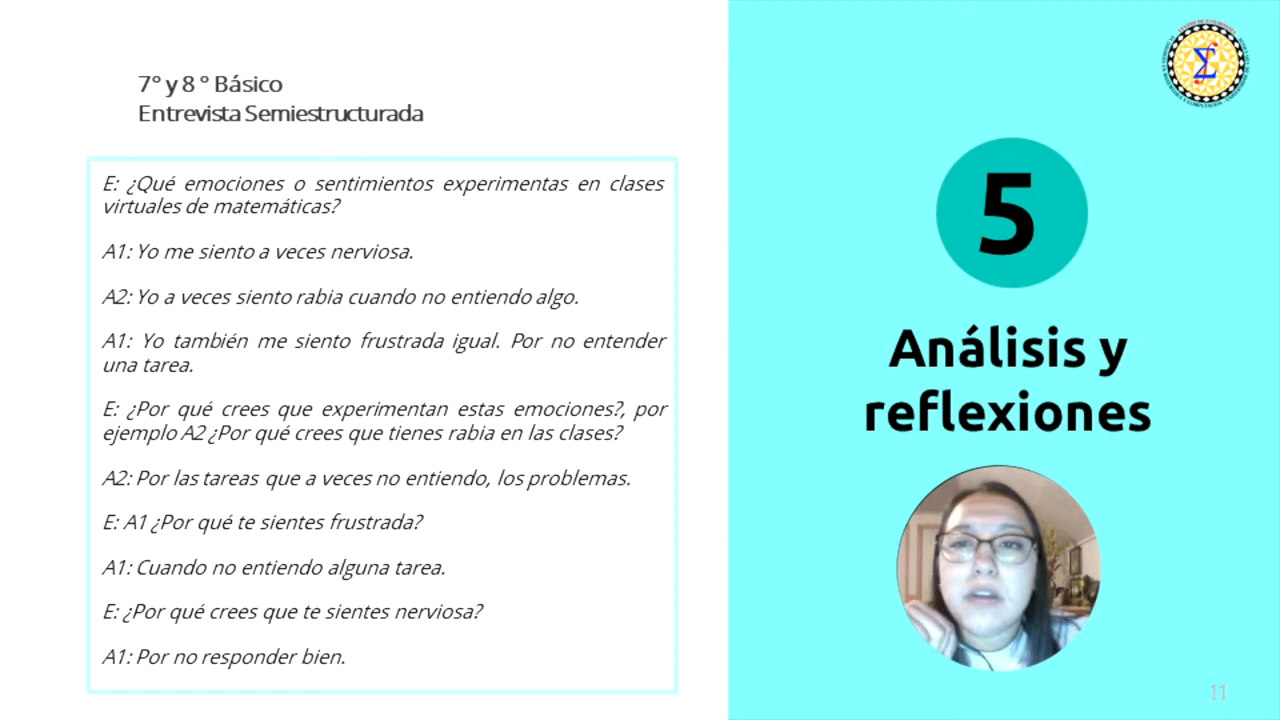 7° y 8 ° Básico
Entrevista Semiestructurada
E: ¿Qué emociones o sentimientos experimentas en clases
virtuales de matemáticas?
A1: Yo me siento a veces nerviosa.
A2: Yo a veces siento rabia cuando no entiendo algo.
A1: Yo también me siento frustrada igual. Por no entender
una tarea.
E: ¿Por qué crees que experimentan estas emociones?, por
ejemplo A2 ¿Por qué crees que tienes rabia en las clases?
A2: Por las tareas que a veces no entiendo, los problemas.
E: A1 ¿Por qué te sientes frustrada?
A1: Cuando no entiendo alguna tarea.
E: ¿Por qué crees que te sientes nerviosa?
A1: Por no responder bien.
5
Análisis y
reflexiones
11